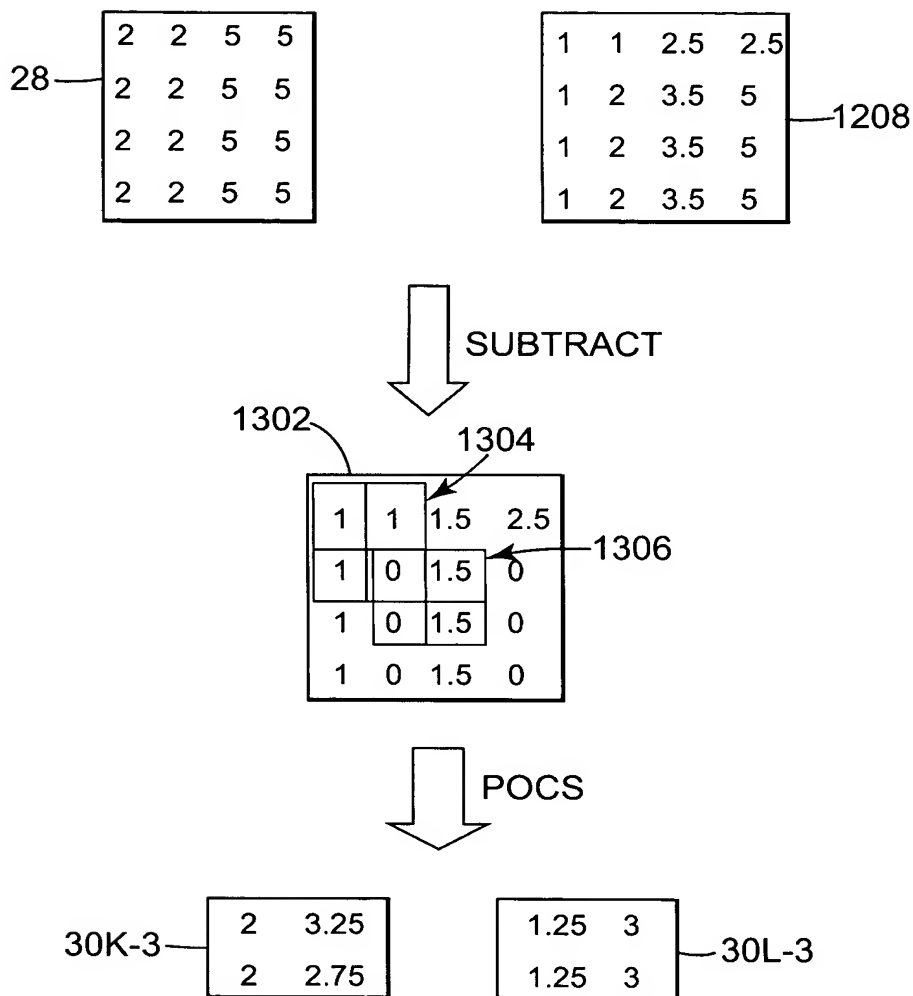 28
2 2 5 5
2 2 5 5
2 2 5 5
2 2 5 5
1 1 2.5 2.5
1 2 3.5 5
1 2 3.5 5
1 2 3.5 5
1208
SUBTRACT
1302
1304
1306
1 1 1.5 2.5
1 0 1.5 0
1 0 1.5 0
1 0 1.5 0
POCS
30K-3
2 3.25
2 2.75
1.25 3
1.25 3
30L-3